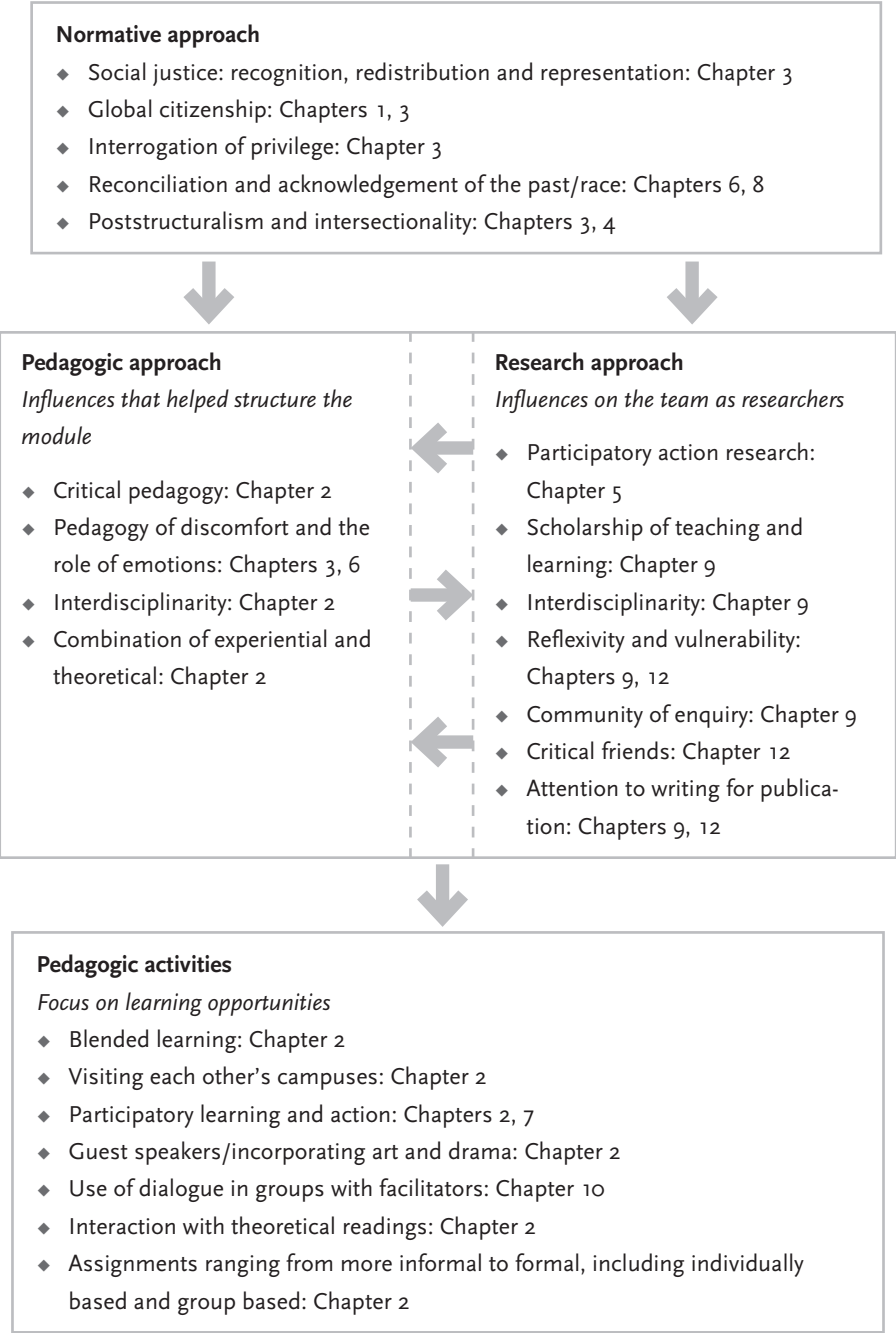 Normative approach
◆ Social justice: recognition, redistribution and representation: Chapter 3
◆ Global citizenship: Chapters 1, 3
◆ Interrogation of privilege: Chapter 3
◆ Reconciliation and acknowledgement of the past/race: Chapters 6, 8
◆ Poststructuralism and intersectionality: Chapters 3, 4
Pedagogic approach
Influences that helped structure the
module
◆ Critical pedagogy: Chapter 2
◆ Pedagogy of discomfort and the
role of emotions: Chapters 3, 6
◆ Interdisciplinarity: Chapter 2
◆ Combination of experiential and
theoretical: Chapter 2
Research approach
Influences on the team as researchers
◆ Participatory action research:
Chapter 5
◆ Scholarship of teaching and
learning: Chapter 9
◆ Interdisciplinarity: Chapter 9
◆ Reflexivity and vulnerability:
Chapters 9, 12
◆ Community of enquiry: Chapter 9
◆ Critical friends: Chapter 12
◆ Attention to writing for publica-
tion: Chapters 9, 12
Pedagogic activities
Focus on learning opportunities
◆ Blended learning: Chapter 2
◆ Visiting each other’s campuses: Chapter 2
◆ Participatory learning and action: Chapters 2, 7
◆ Guest speakers/incorporating art and drama: Chapter 2
◆ Use of dialogue in groups with facilitators: Chapter 10
◆ Interaction with theoretical readings: Chapter 2
◆ Assignments ranging from more informal to formal, including individually
based and group based: Chapter 2